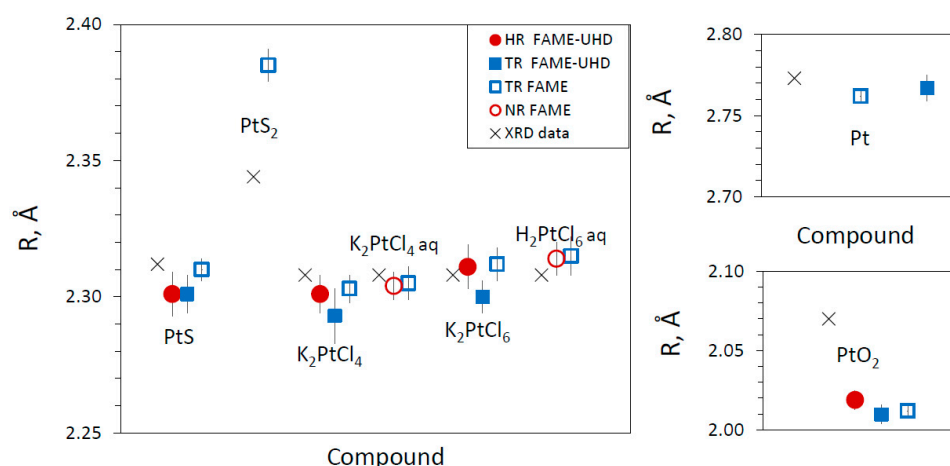 2.40
2.35
2.30
2.25
R, Å
HR FAME-UHD
TR FAME-UHD
TR FAME
NR FAME
XRD data
PtS₂
K₂PtCl₄ aq
H₂PtCl₆ aq
PtS
K₂PtCl₄
K₂PtCl₆
Compound
2.80
2.75
2.70
R, Å
Pt
Compound
2.10
2.05
2.00
R, Å
PtO₂